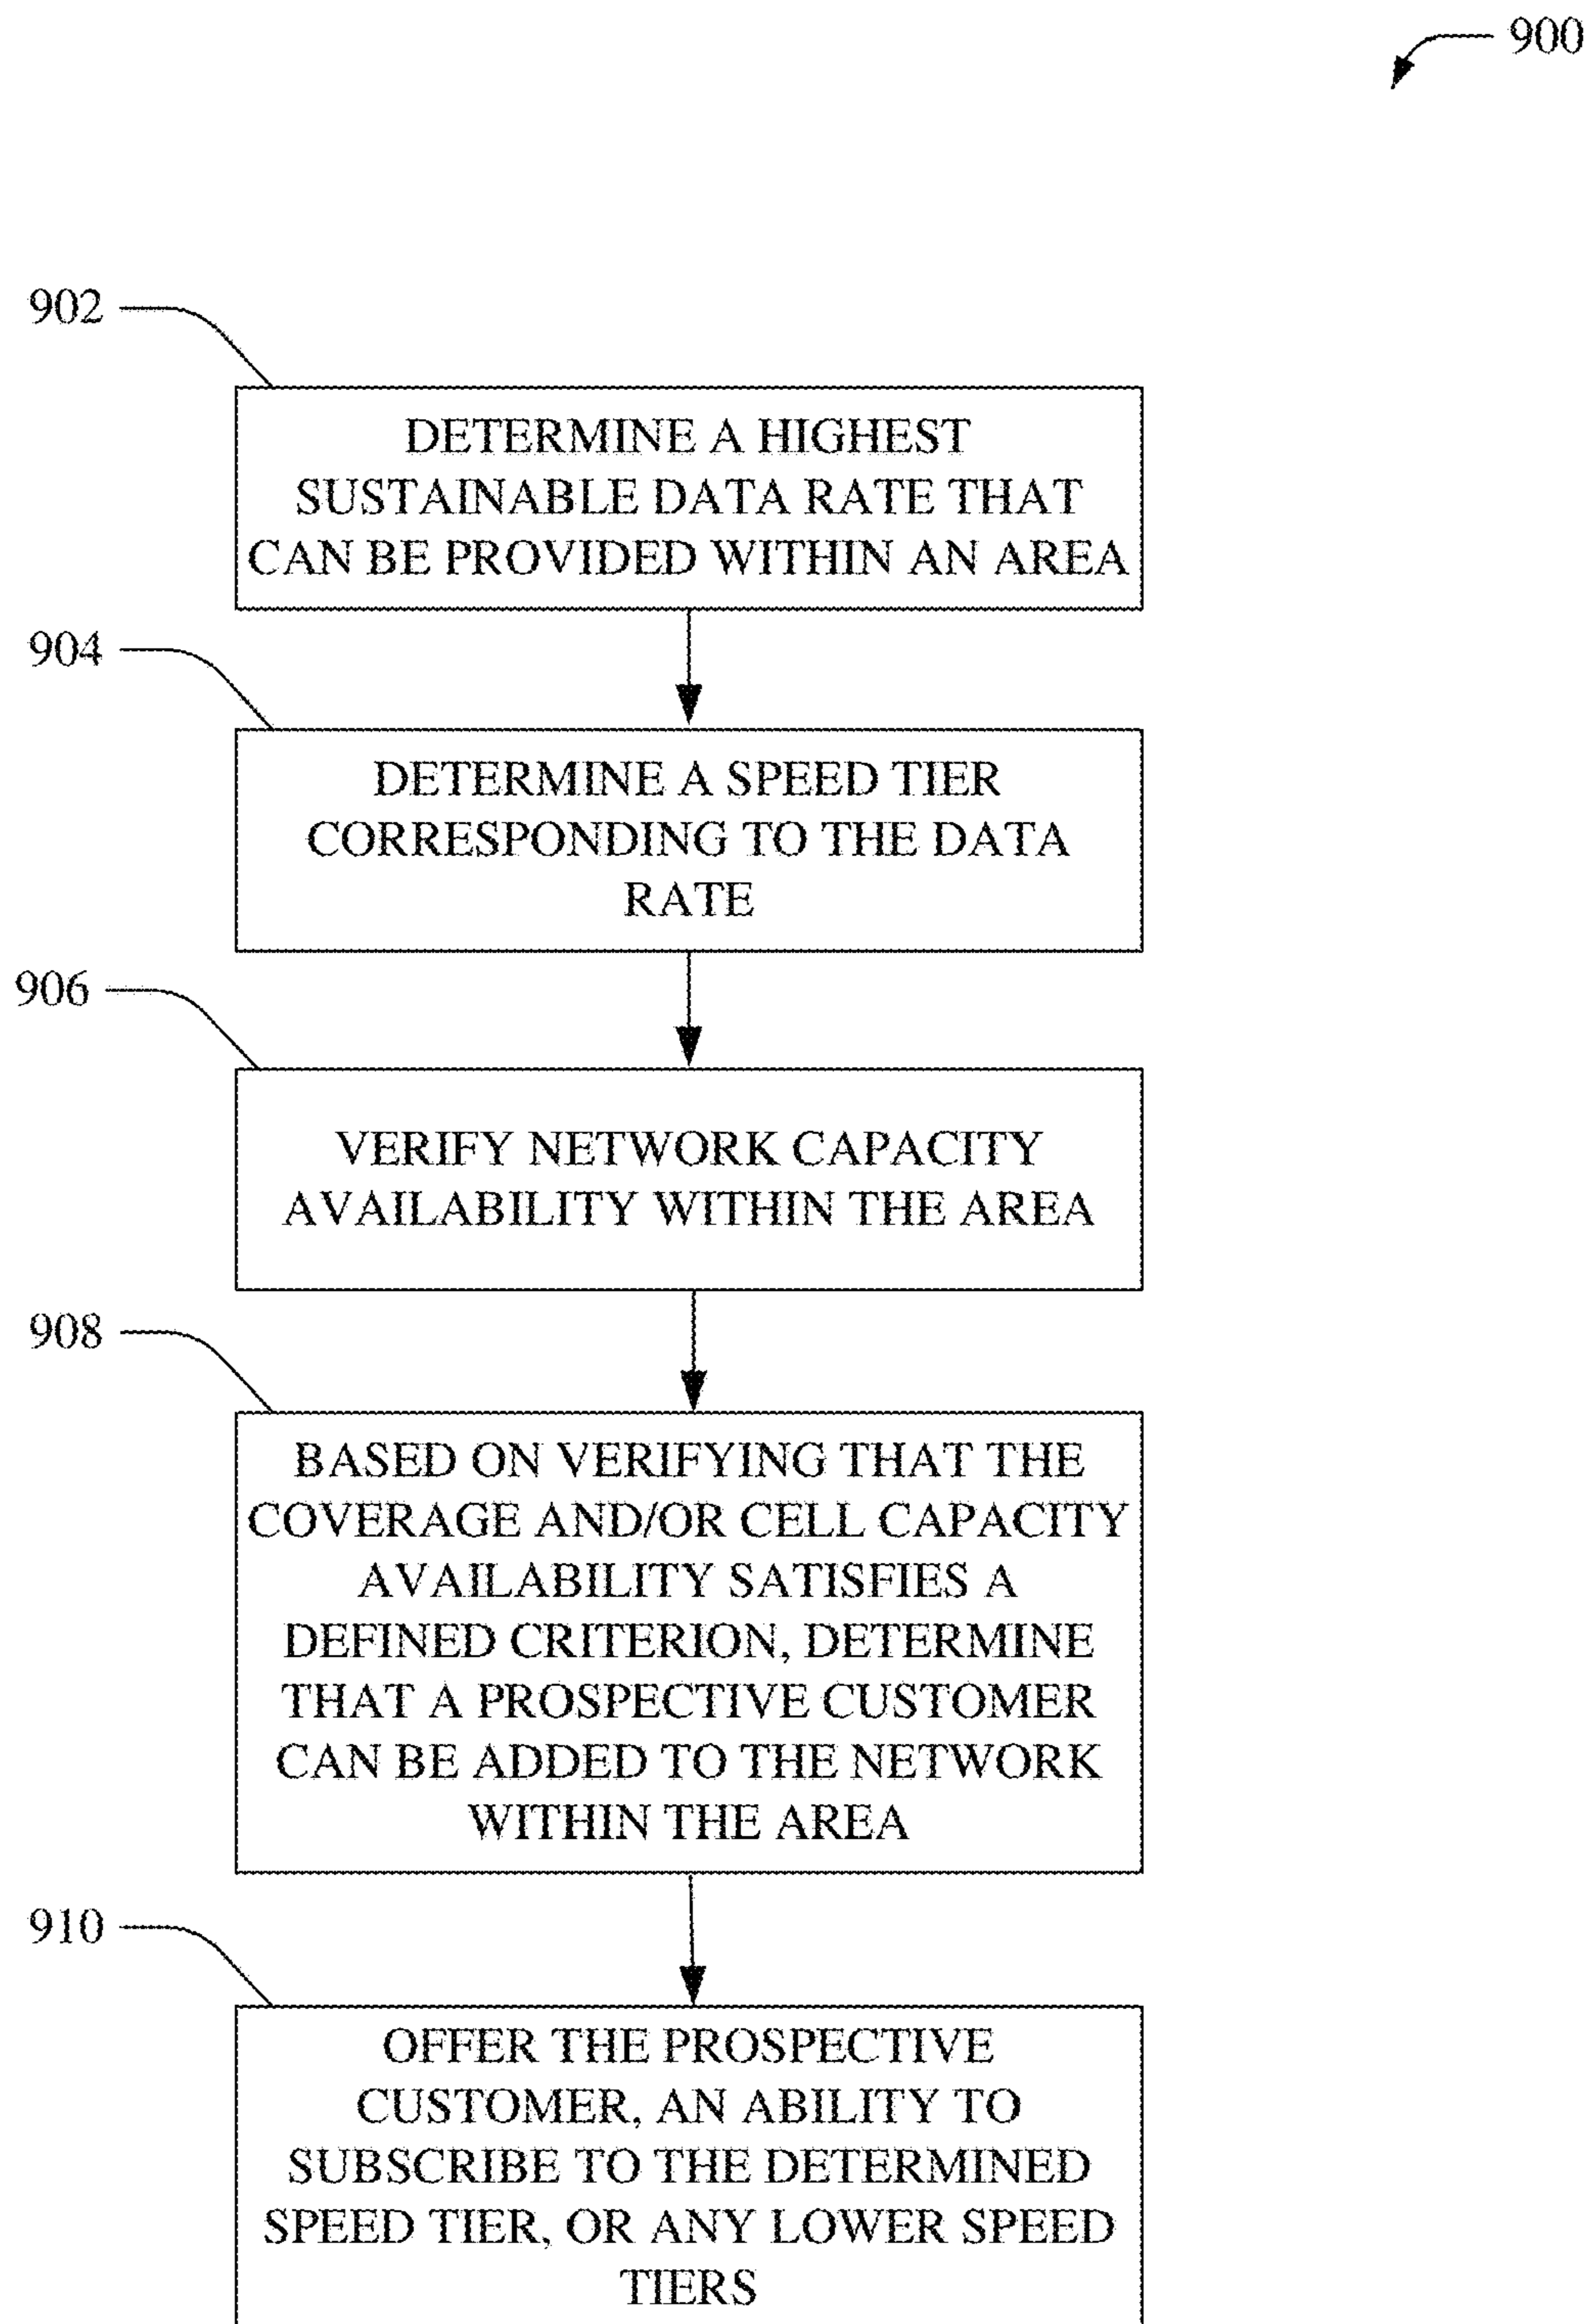 900
902
DETERMINE A HIGHEST
SUSTAINABLE DATA RATE THAT
CAN BE PROVIDED WITHIN AN AREA
904
DETERMINE A SPEED TIER
CORRESPONDING TO THE DATA
RATE
906
VERIFY NETWORK CAPACITY
AVAILABILITY WITHIN THE AREA
908
BASED ON VERIFYING THAT THE
COVERAGE AND/OR CELL CAPACITY
AVAILABILITY SATISFIES A
DEFINED CRITERION, DETERMINE
THAT A PROSPECTIVE CUSTOMER
CAN BE ADDED TO THE NETWORK
WITHIN THE AREA
910
OFFER THE PROSPECTIVE
CUSTOMER, AN ABILITY TO
SUBSCRIBE TO THE DETERMINED
SPEED TIER, OR ANY LOWER SPEED
TIERS